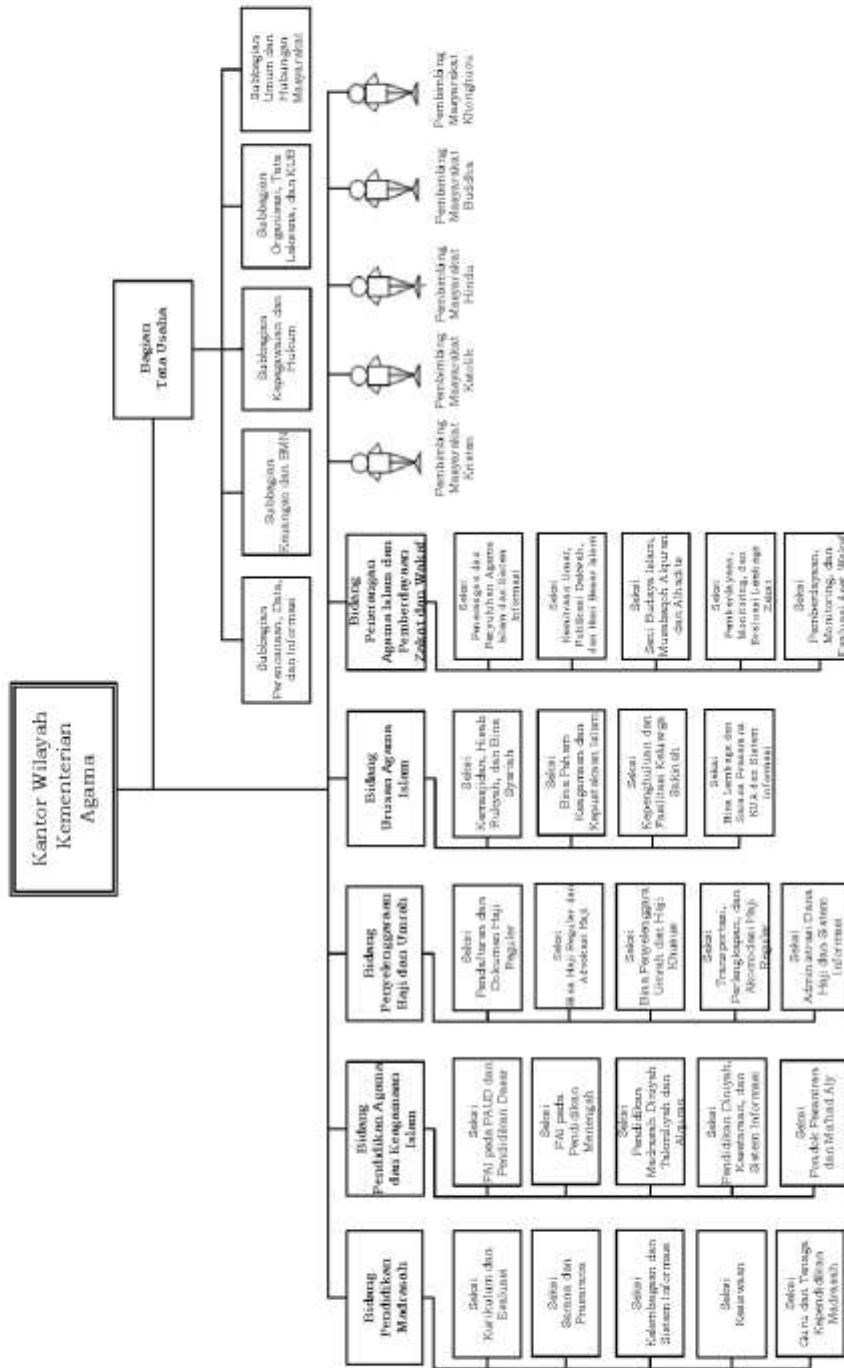 Kantor Wilayah
Kementerian
Agama
Bagian
Tata Usaha
Subbagian
Perencanaan, Data,
dan Informasi
Subbagian
Keuangan dan BMN
Subbagian
Kepegawaian dan
Hukum
Subbagian
Organisasi, Tata
Laksana, dan KUB
Subbagian
Umum dan
Hubungan
Masyarakat
Bidang
Pendidikan
Madrasah
Seksi
Kurikulum dan
Evaluasi
Seksi
Sarana dan
Prasarana
Seksi
Kelembagaan dan
Sistem Informasi
Seksi
Kesiswaan
Seksi
Guru dan Tenaga
Kependidikan
Madrasah
Bidang
Pendidikan Agama
dan Keagamaan
Islam
Seksi
PAI pada PAUD dan
Pendidikan Dasar
Seksi
PAI pada
Pendidikan
Menengah
Seksi
Pendidikan
Madrasah Diniyah
Takmiliyah dan
Alquran
Seksi
Pendidikan Diniyah,
Kesetaraan, dan
Sistem Informasi
Seksi
Pondok Pesantren
dan Ma'had Aly
Bidang
Penyelenggaraan
Haji dan Umrah
Seksi
Pendaftaran dan
Dokumen Haji
Reguler
Seksi
Bina Haji Reguler dan
Advokasi Haji
Seksi
Bina Penyelenggara
Umrah dan Haji
Khusus
Seksi
Transportasi,
Perlengkapan, dan
Akomodasi Haji
Reguler
Seksi
Administrasi Dana
Haji dan Sistem
Informasi
Bidang
Urusan Agama
Islam
Seksi
Kemasjidan, Hisab
Rukyah, dan Bina
Syariah
Seksi
Bina Paham
Keagamaan dan
Kepustakaan Islam
Seksi
Kepenghuluan dan
Fasilitasi Keluarga
Sakinah
Seksi
Bina Lembaga dan
Sarana Prasarana
KUA dan Sistem
Informasi
Bidang
Penerangan
Agama Islam dan
Pemberdayaan
Zakat dan Wakaf
Seksi
Penerangan dan
Penyuluhan Agama
Islam dan Sistem
Informasi
Seksi
Kemitraan Umat,
Publikasi Dakwah,
dan Hari Besar Islam
Seksi
Seni Budaya Islam,
Musabaqoh Alquran
dan Alhadits
Seksi
Pemberdayaan,
Monitoring, dan
Evaluasi Lembaga
Zakat
Seksi
Pemberdayaan,
Monitoring, dan
Evaluasi Aset Wakaf
Pembimbing
Masyarakat
Kristen
Pembimbing
Masyarakat
Katolik
Pembimbing
Masyarakat
Hindu
Pembimbing
Masyarakat
Buddha
Pembimbing
Masyarakat
Khonghucu